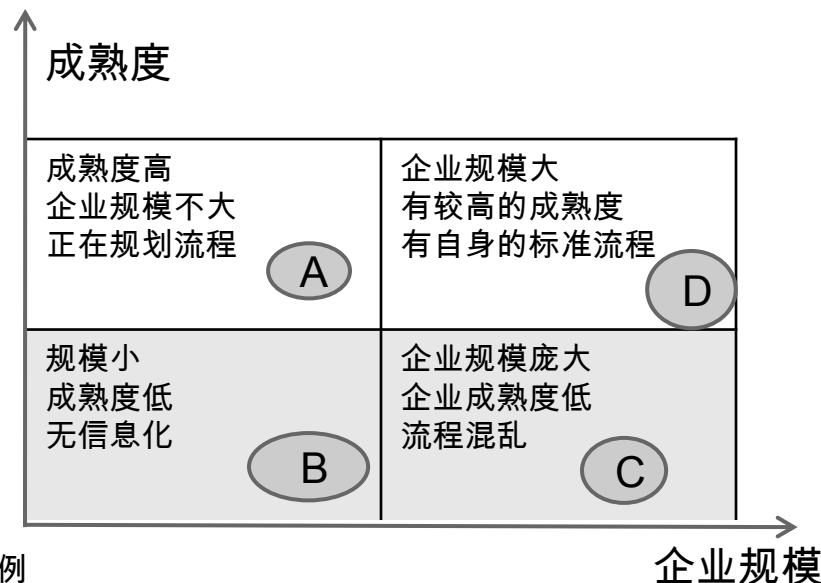 成熟度
成熟度高
企业规模不大
正在规划流程
A
企业规模大
有较高的成熟度
有自身的标准流程
D
规模小
成熟度低
无信息化
B
企业规模庞大
企业成熟度低
流程混乱
C
企业规模
例